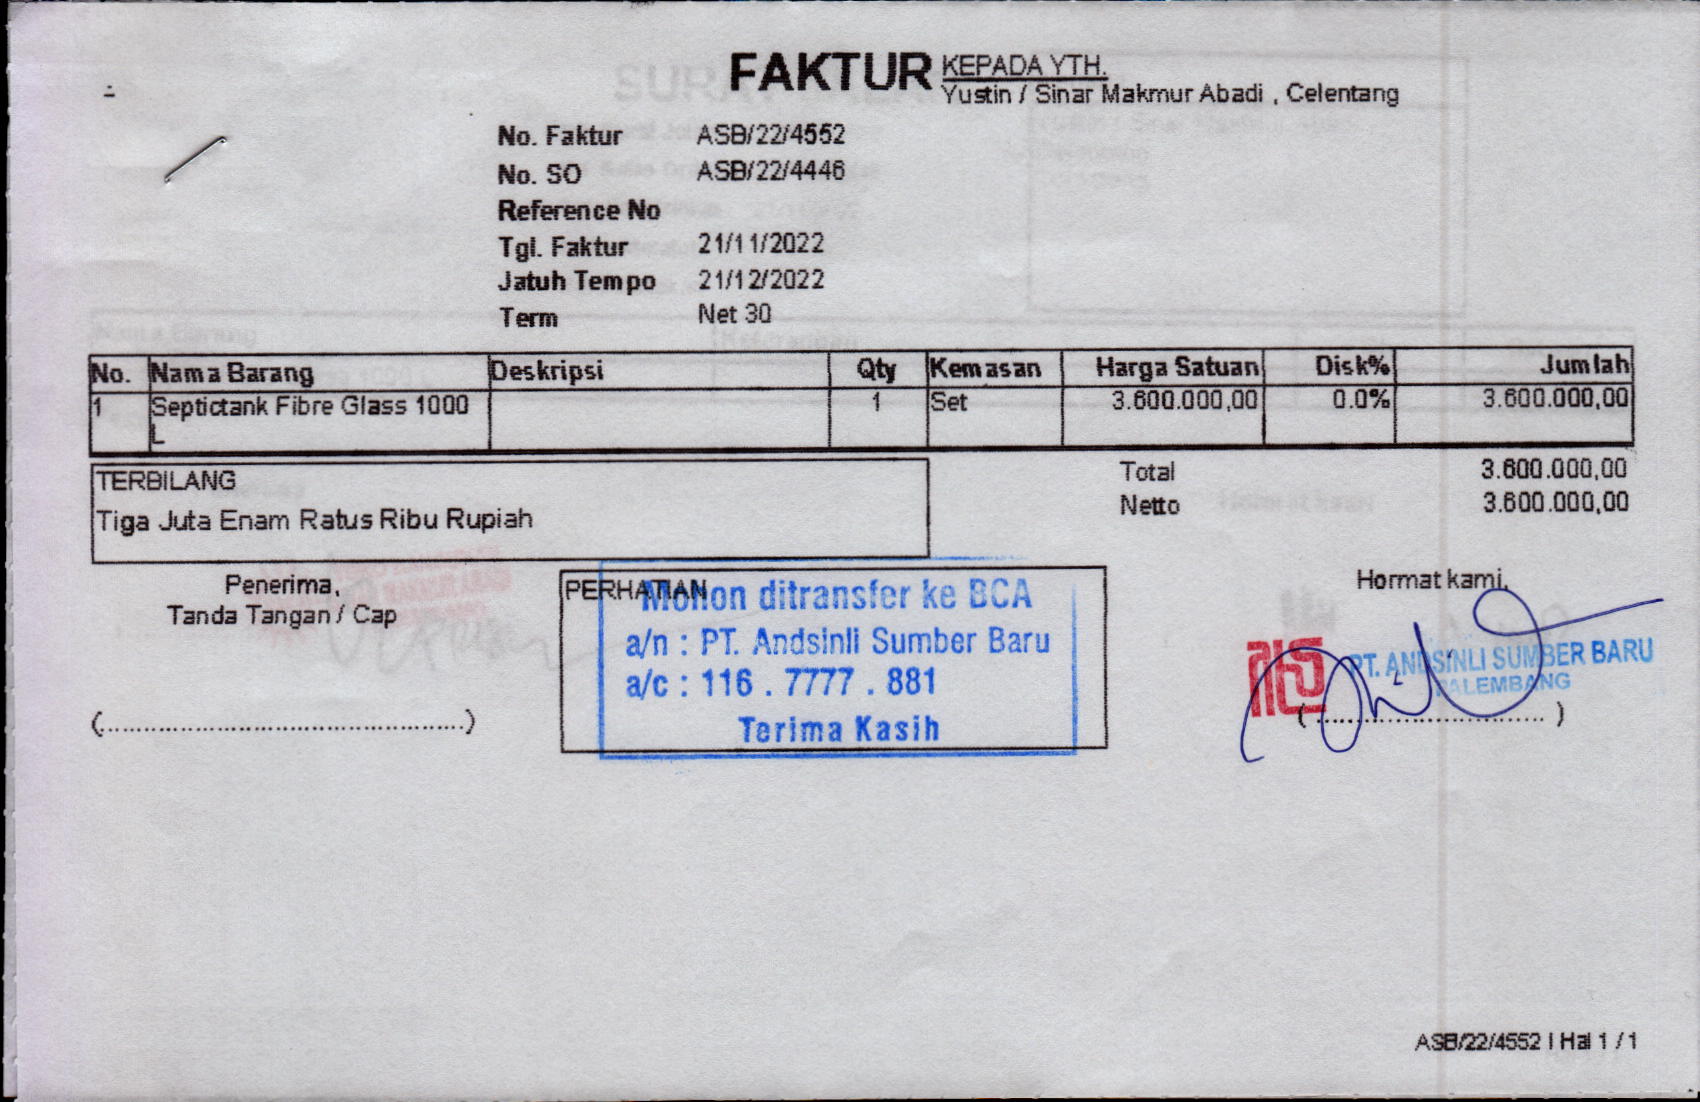 FAKTUR
KEPADA YTH.
Yustin / Sinar Makmur Abadi , Celentang
No. Faktur ASB/22/4552
No. SO ASB/22/4446
Reference No
Tgl. Faktur 21/11/2022
Jatuh Tempo 21/12/2022
Term Net 30
No. Nama Barang Deskripsi Qty Kemasan Harga Satuan Disk% Jumlah
1 Septictank Fibre Glass 1000 1 Set 3.600.000,00 0.0% 3.600.000,00
L
TERBILANG
Tiga Juta Enam Ratus Ribu Rupiah
Total 3.600.000,00
Netto 3.600.000,00
Penerima,
Tanda Tangan / Cap
(.................................................)
PERHATIAN
Mohon ditransfer ke BCA
a/n : PT. Andsinli Sumber Baru
a/c : 116 . 7777 . 881
Terima Kasih
Hormat kami,
PT. ANDSINLI SUMBER BARU
PALEMBANG
( ............................... )
ASB/22/4552 | Hal 1 / 1